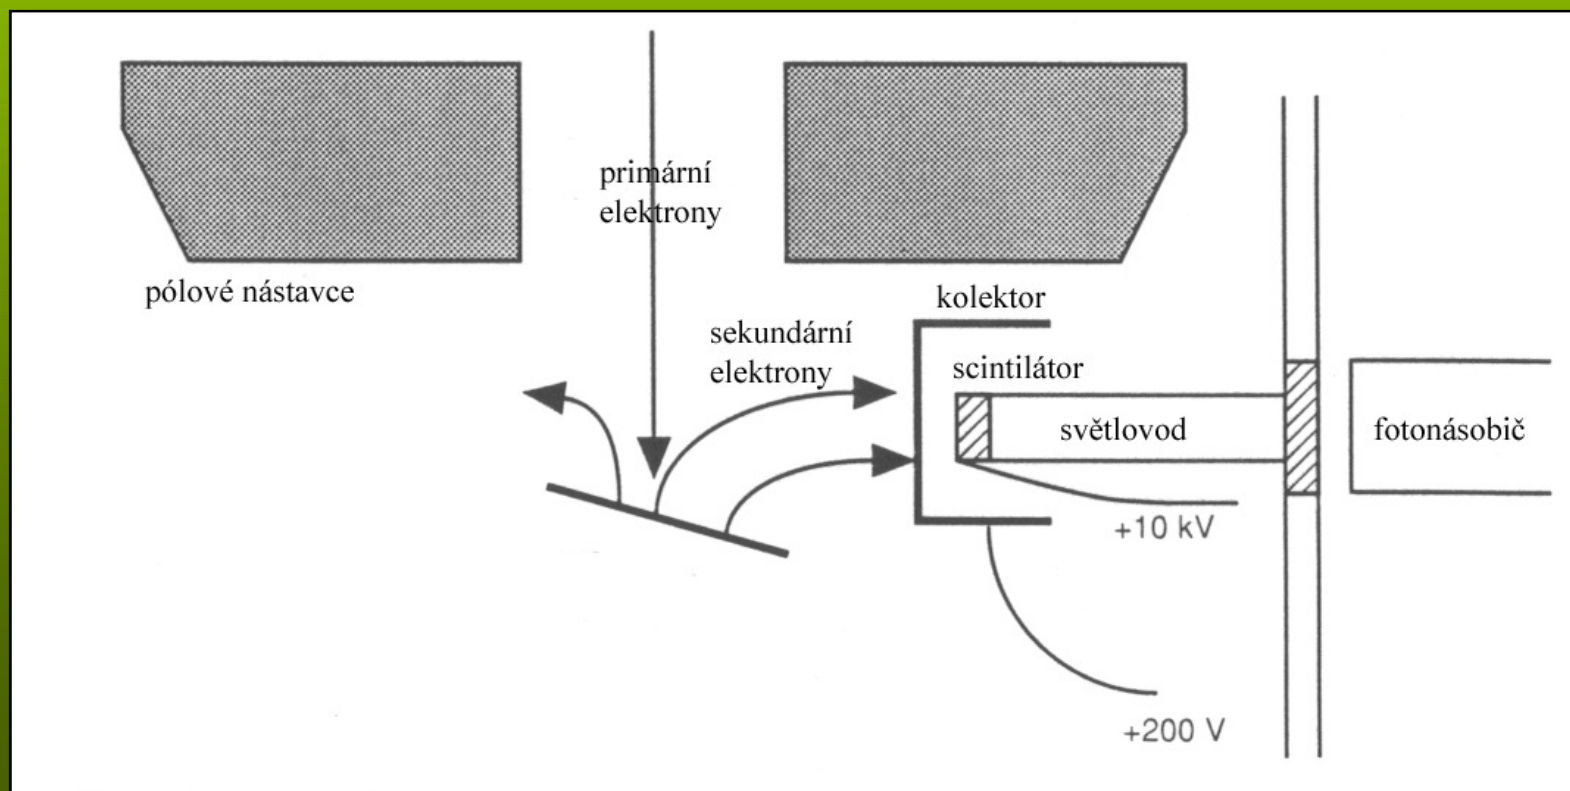 primární
elektrony
pólové nástavce
kolektor
sekundární
elektrony
scintilátor
světlovod
fotonásobič
+10 kV
+200 V